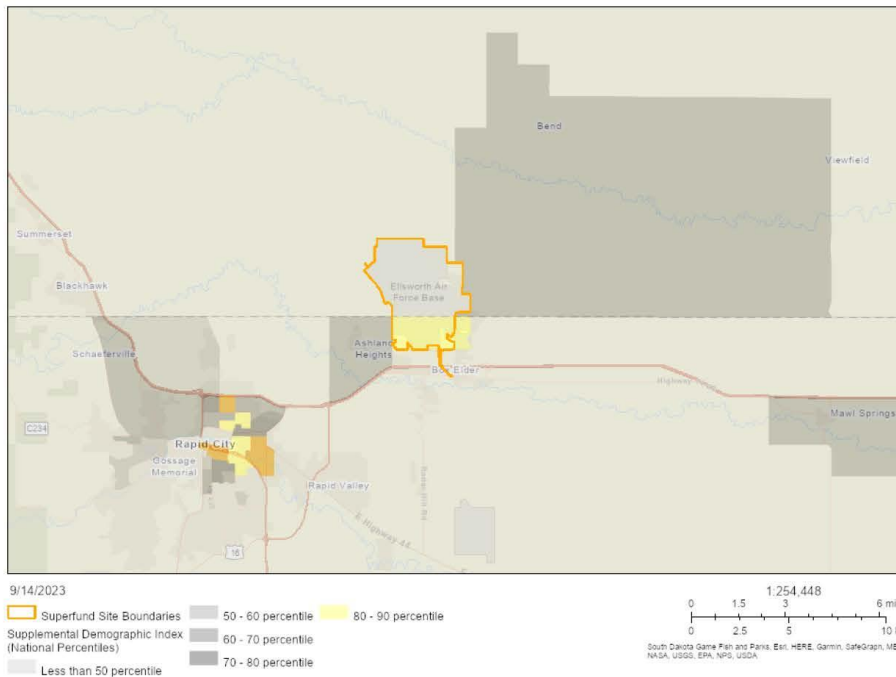 Bend
Viewfield
Summerset
Ellsworth Air
Force Base
Blackhawk
Ashland
Heights
Schaeferville
Box Elder
Highway
C234
Mawl Springs
Rapid City
Gossage
Memorial
Rapid Valley
E Highway 44
16
9/14/2023
1:254,448
Superfund Site Boundaries
50 - 60 percentile
80 - 90 percentile
0 1.5 3 6 mi
Supplemental Demographic Index
(National Percentiles)
60 - 70 percentile
0 2.5 5 10
70 - 80 percentile
Less than 50 percentile
South Dakota Game Fish and Parks, Esri, HERE, Garmin, SafeGraph, ME
NASA, USGS, EPA, NPS, USDA